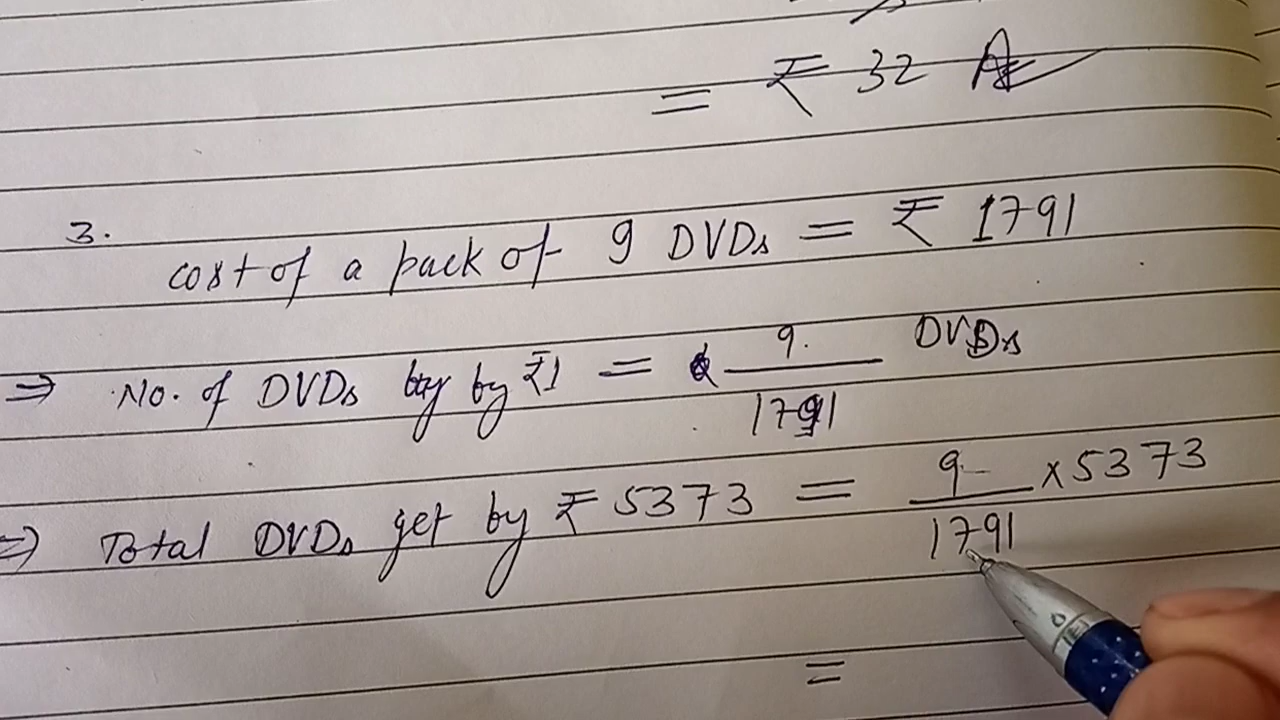 = ₹ 32 A
3.
cost of a pack of 9 DVDs = ₹ 1791
⇒ No. of DVDs by by ₹1 = 9/1791 DVDs
⇒ Total DVDs get by ₹ 5373 = 9/1791 x 5373
=